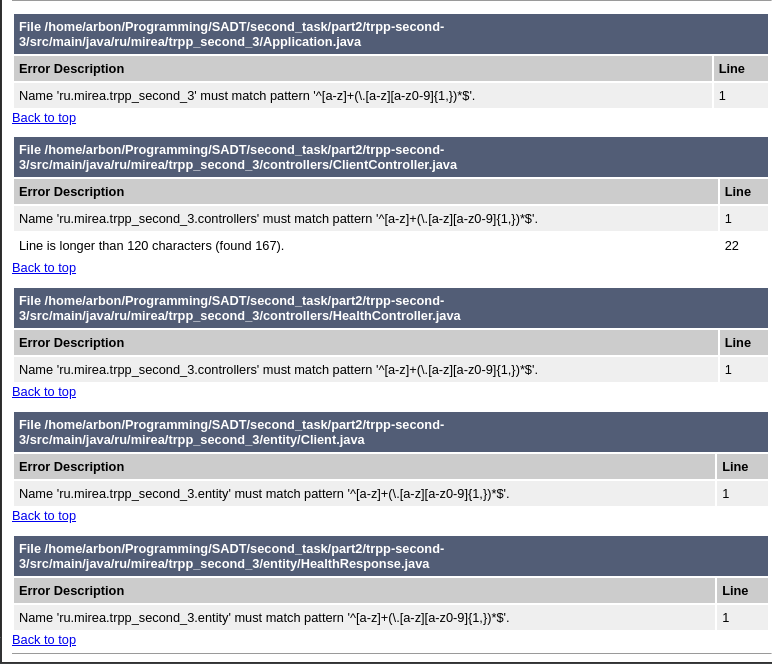 File /home/arbon/Programming/SADT/second_task/part2/trpp-second-
3/src/main/java/ru/mirea/trpp_second_3/Application.java
Error Description Line
Name 'ru.mirea.trpp_second_3' must match pattern '^[a-z]+(\.[a-z][a-z0-9]{1,})*$'. 1
Back to top
File /home/arbon/Programming/SADT/second_task/part2/trpp-second-
3/src/main/java/ru/mirea/trpp_second_3/controllers/ClientController.java
Error Description Line
Name 'ru.mirea.trpp_second_3.controllers' must match pattern '^[a-z]+(\.[a-z][a-z0-9]{1,})*$'. 1
Line is longer than 120 characters (found 167). 22
Back to top
File /home/arbon/Programming/SADT/second_task/part2/trpp-second-
3/src/main/java/ru/mirea/trpp_second_3/controllers/HealthController.java
Error Description Line
Name 'ru.mirea.trpp_second_3.controllers' must match pattern '^[a-z]+(\.[a-z][a-z0-9]{1,})*$'. 1
Back to top
File /home/arbon/Programming/SADT/second_task/part2/trpp-second-
3/src/main/java/ru/mirea/trpp_second_3/entity/Client.java
Error Description Line
Name 'ru.mirea.trpp_second_3.entity' must match pattern '^[a-z]+(\.[a-z][a-z0-9]{1,})*$'. 1
Back to top
File /home/arbon/Programming/SADT/second_task/part2/trpp-second-
3/src/main/java/ru/mirea/trpp_second_3/entity/HealthResponse.java
Error Description Line
Name 'ru.mirea.trpp_second_3.entity' must match pattern '^[a-z]+(\.[a-z][a-z0-9]{1,})*$'. 1
Back to top